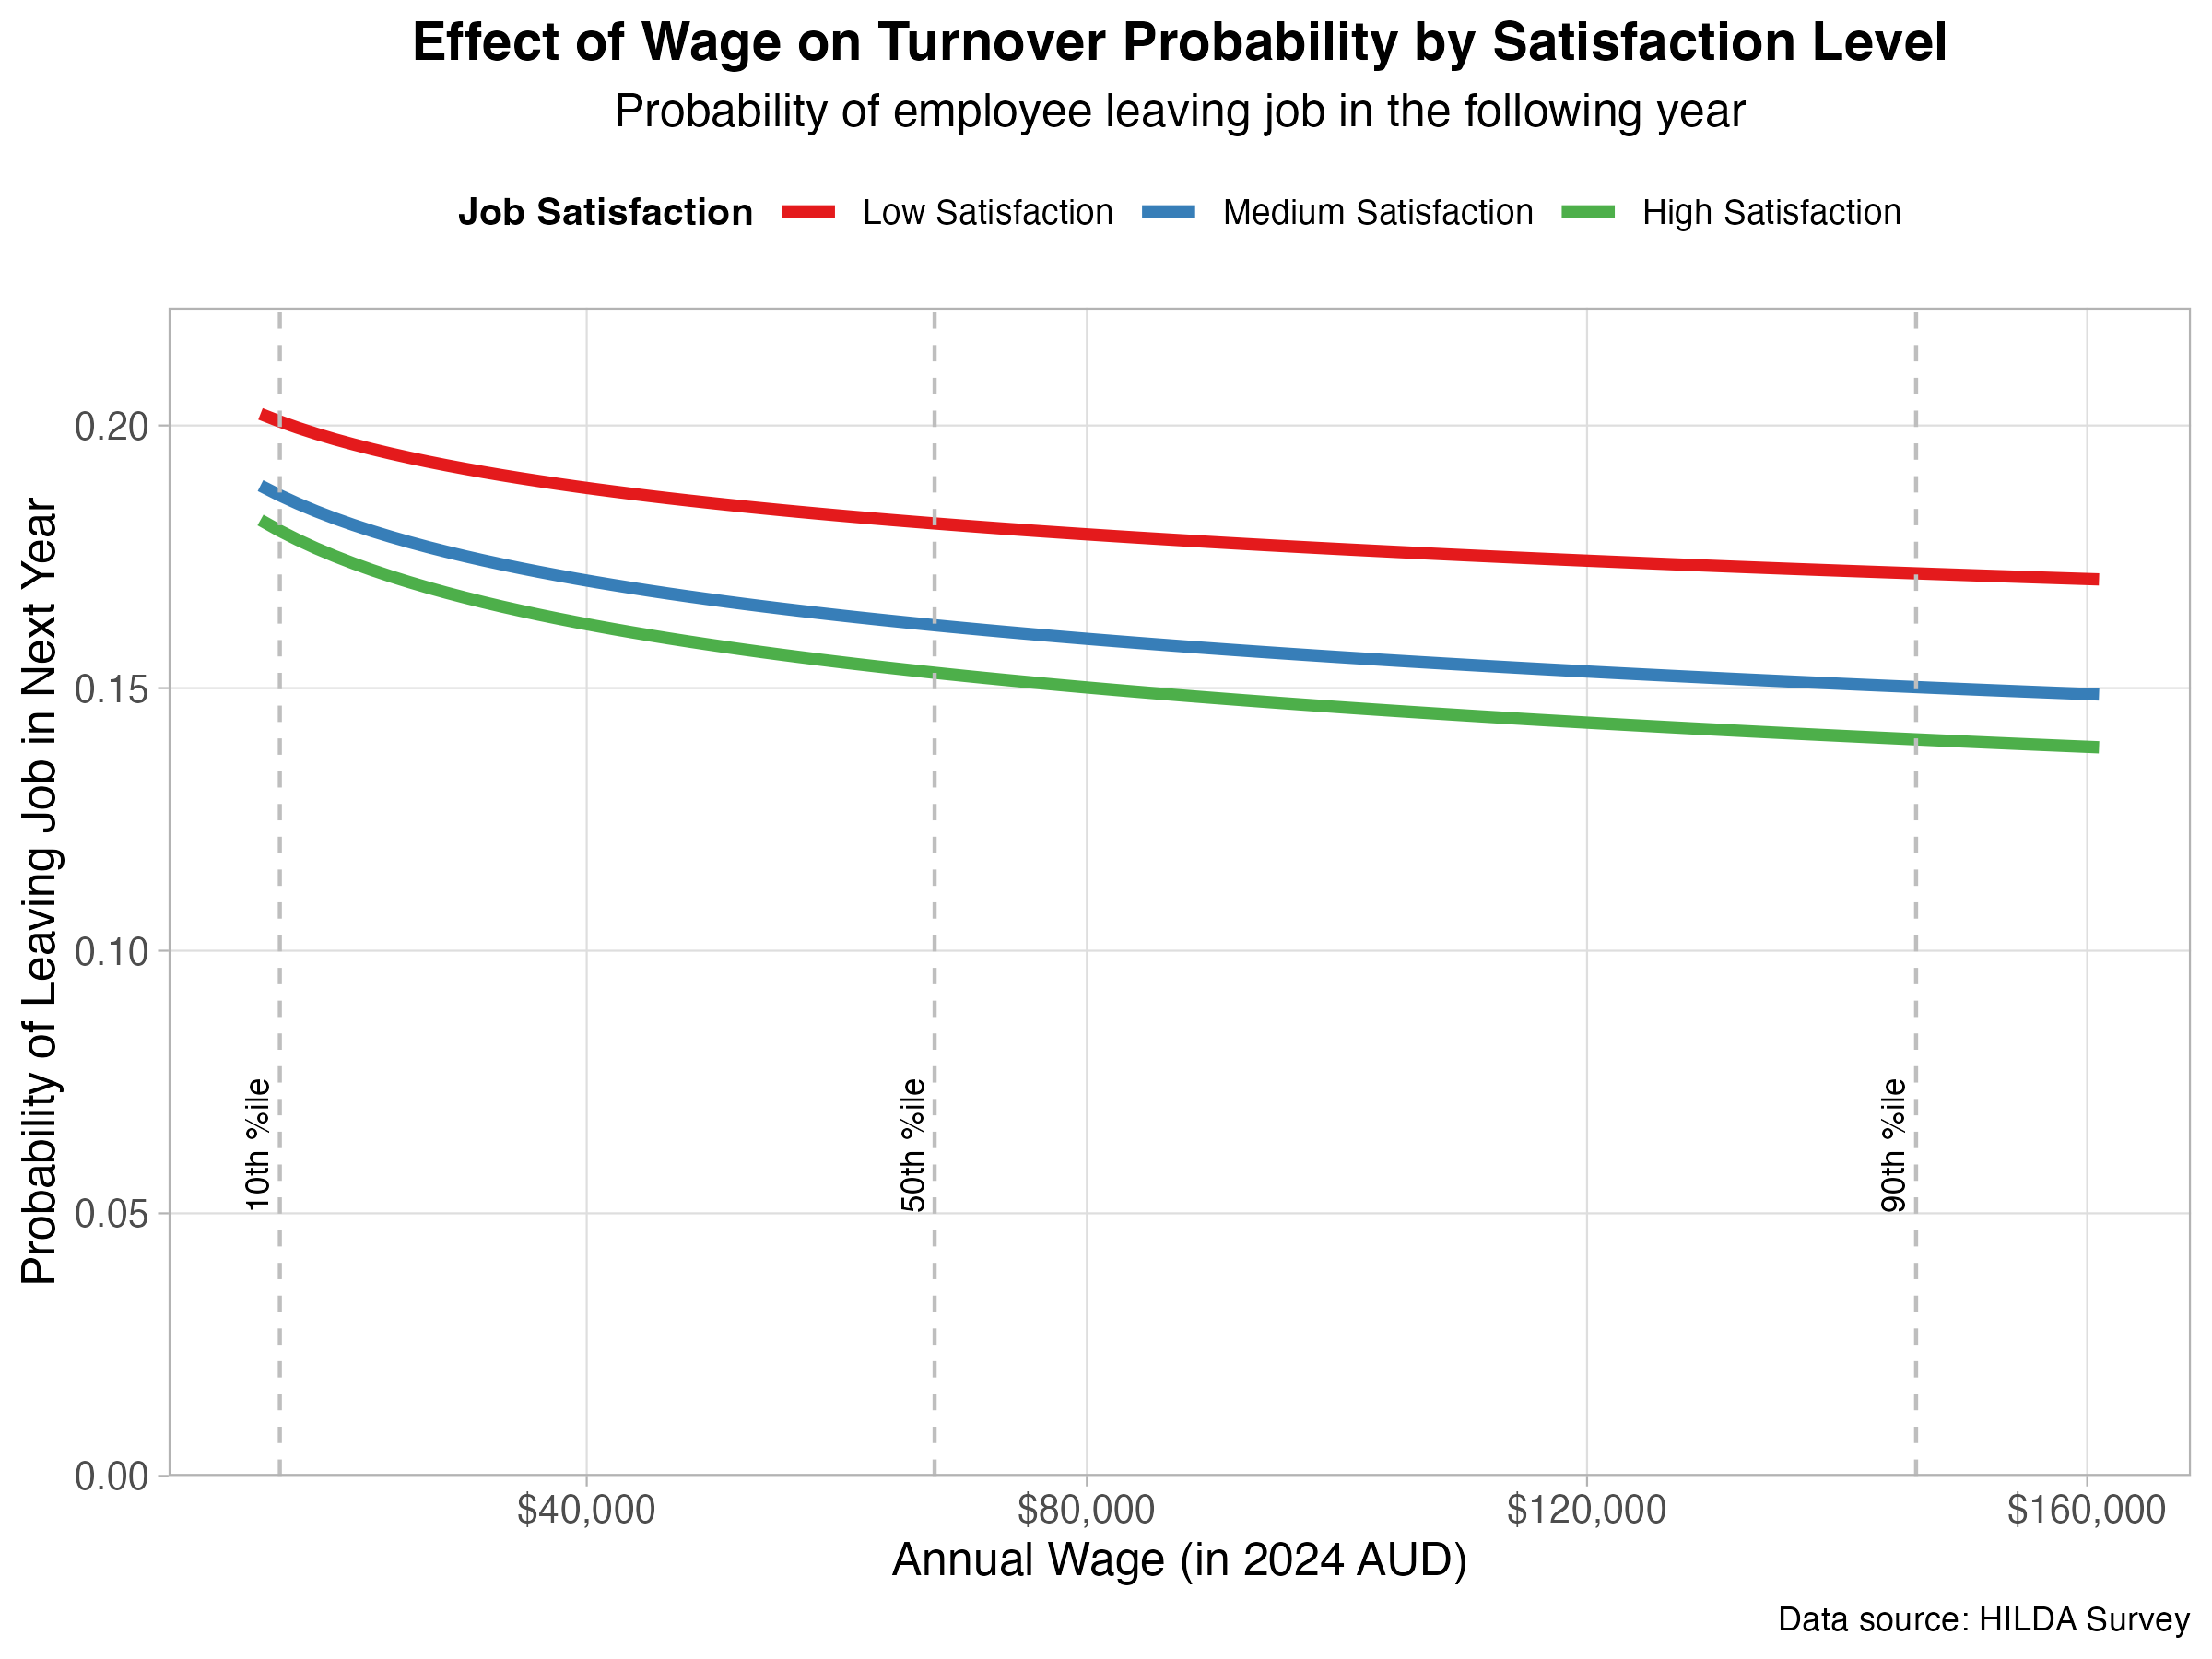 Effect of Wage on Turnover Probability by Satisfaction Level
Probability of employee leaving job in the following year
Job Satisfaction Low Satisfaction Medium Satisfaction High Satisfaction
Probability of Leaving Job in Next Year
0.20
0.15
0.10
0.05
0.00
10th %ile
50th %ile
90th %ile
$40,000 $80,000 $120,000 $160,000
Annual Wage (in 2024 AUD)
Data source: HILDA Survey